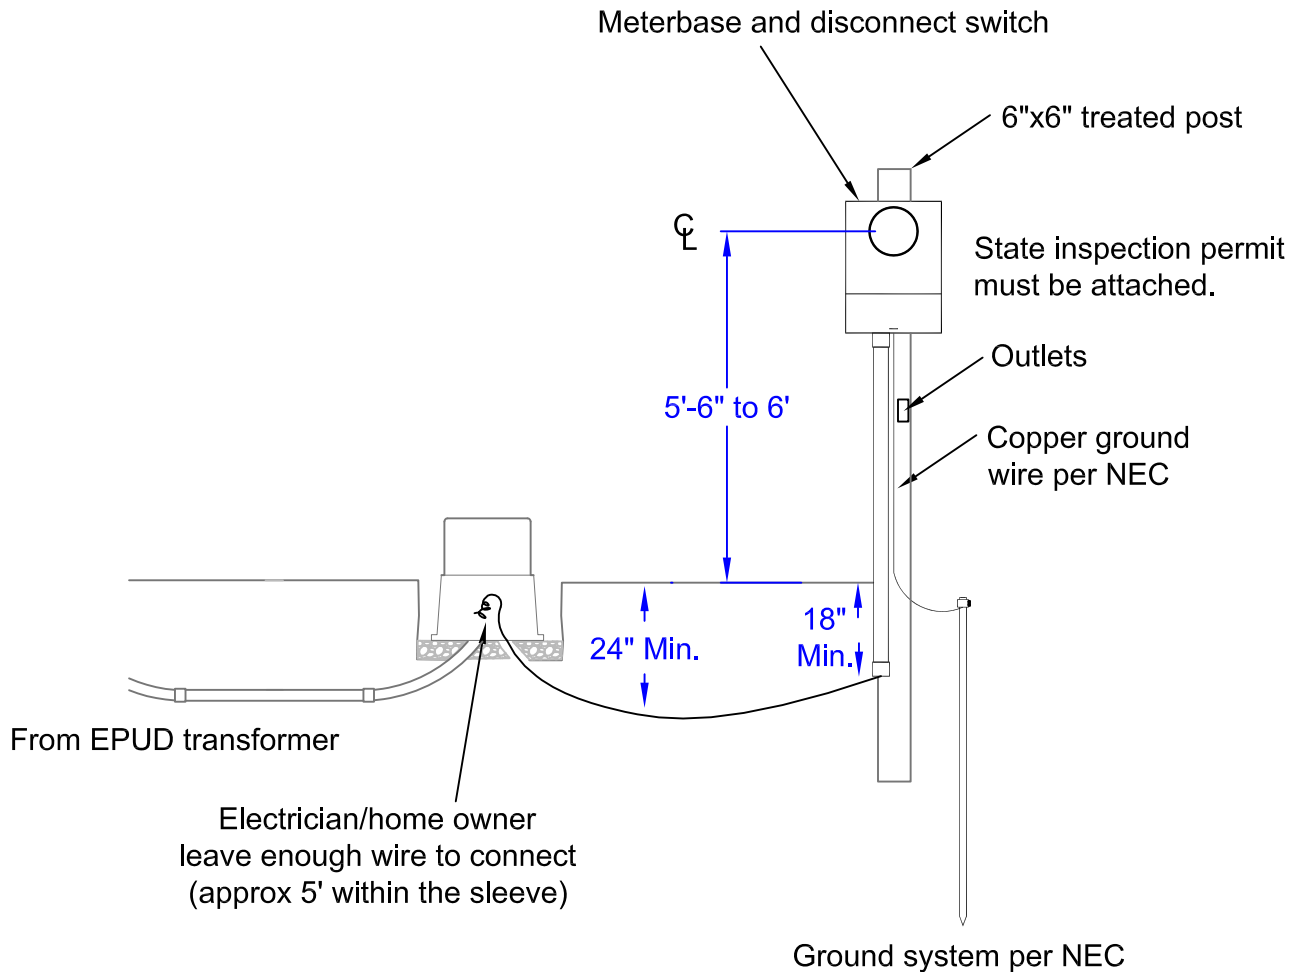 Meterbase and disconnect switch
6"x6" treated post
℄
State inspection permit
must be attached.
Outlets
5'-6" to 6'
Copper ground
wire per NEC
18"
Min.
24" Min.
From EPUD transformer
Electrician/home owner
leave enough wire to connect
(approx 5' within the sleeve)
Ground system per NEC